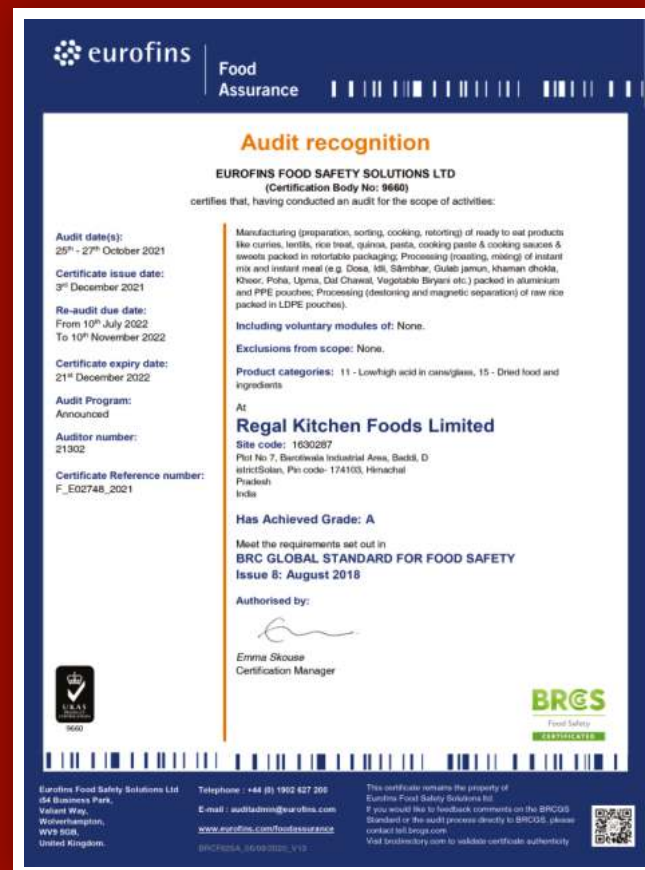 eurofins
Food
Assurance
Audit recognition
EUROFINS FOOD SAFETY SOLUTIONS LTD
(Certification Body No: 9660)
certifies that, having conducted an audit for the scope of activities:
Audit date(s):
25th - 27th October 2021
Certificate issue date:
3rd December 2021
Re-audit due date:
From 10th July 2022
To 10th November 2022
Certificate expiry date:
21st December 2022
Audit Program:
Announced
Auditor number:
21302
Certificate Reference number:
F_E02748_2021
Manufacturing (preparation, sorting, cooking, retorting) of ready to eat products
like curries, lentils, rice treat, quinoa, pasta, cooking paste & cooking sauces &
sweets packed in retortable packaging; Processing (roasting, mixing) of instant
mix and instant meal (e.g. Dosa, Idli, Sâmbhar, Gulab jamun, khaman dhokla,
Kheer, Poha, Upma, Dal Chawal, Vegetable Biryani etc.) packed in aluminium
and PPE pouches; Processing (destoning and magnetic separation) of raw rice
packed in LDPE pouches).
Including voluntary modules of: None.
Exclusions from scope: None.
Product categories: 11 - Low/high acid in cans/glass, 15 - Dried food and
ingredients
At
Regal Kitchen Foods Limited
Site code: 1630287
Plot No 7, Barotiwala Industrial Area, Baddi, D
istrictSolan, Pin code- 174103, Himachal
Pradesh
India
Has Achieved Grade: A
Meet the requirements set out in
BRC GLOBAL STANDARD FOR FOOD SAFETY
Issue 8: August 2018
Authorised by:
Emma Skouse
Certification Manager
UKAS
9660
BRCGS
Food Safety
CERTIFICATED
Eurofins Food Safety Solutions Ltd
i54 Business Park,
Valiant Way,
Wolverhampton,
WV9 5GB,
United Kingdom.
Telephone : +44 (0) 1902 627 200
E-mail : auditadmin@eurofins.com
www.eurofins.com/foodassurance
This certificate remains the property of
Eurofins Food Safety Solutions ltd.
If you would like to feedback comments on the BRCGS
Standard or the audit process directly to BRCGS, please
contact tell.brcgs.com
Visit brcdirectory.com to validate certificate authenticity